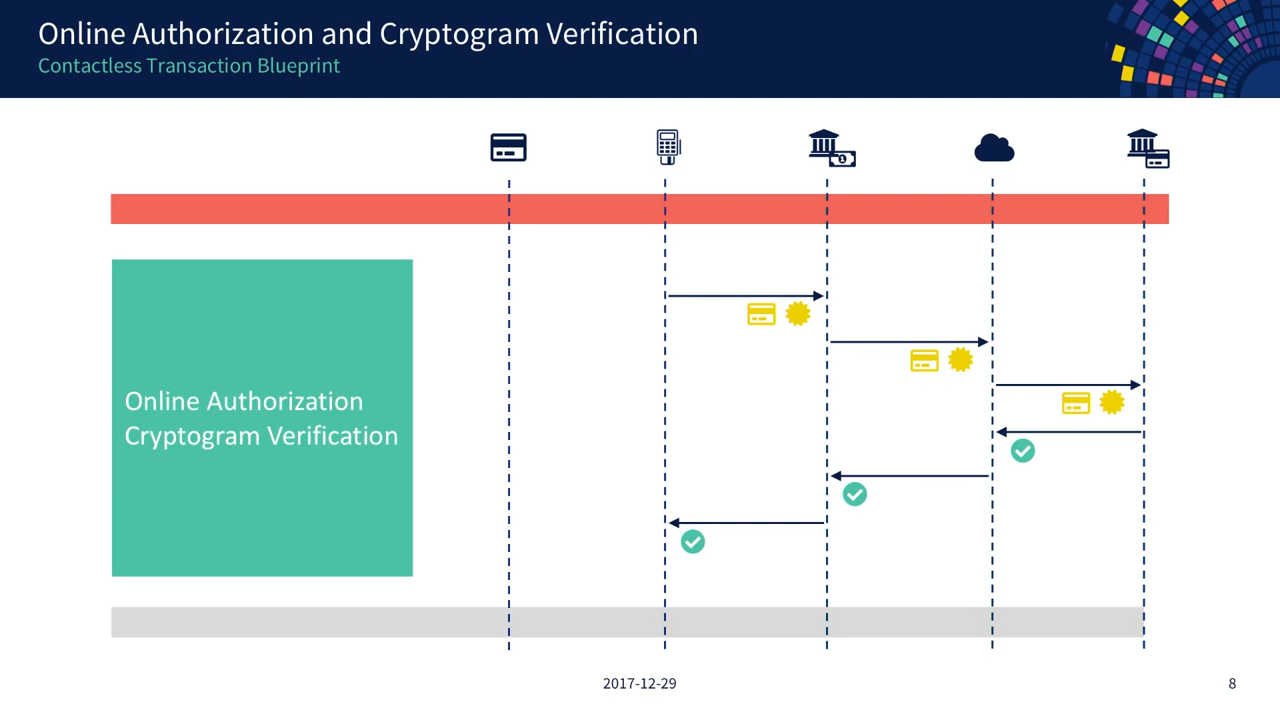 Online Authorization and Cryptogram Verification
Contactless Transaction Blueprint
Online Authorization
Cryptogram Verification
2017-12-29
8